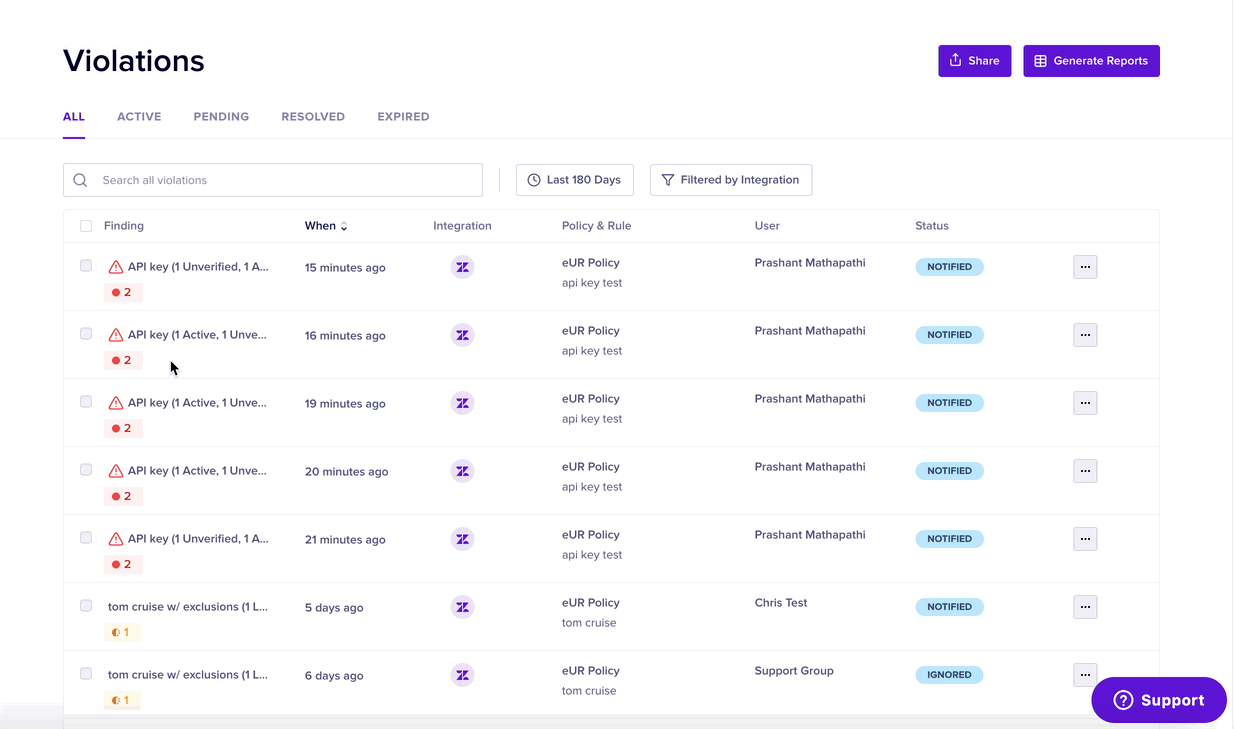 Violations
Share
Generate Reports
ALL ACTIVE PENDING RESOLVED EXPIRED
Search all violations
Last 180 Days
Filtered by Integration
Finding When Integration Policy & Rule User Status
API key (1 Unverified, 1 A... 15 minutes ago eUR Policy Prashant Mathapathi NOTIFIED ...
api key test
2
API key (1 Active, 1 Unve... 16 minutes ago eUR Policy Prashant Mathapathi NOTIFIED ...
api key test
2
API key (1 Active, 1 Unve... 19 minutes ago eUR Policy Prashant Mathapathi NOTIFIED ...
api key test
2
API key (1 Active, 1 Unve... 20 minutes ago eUR Policy Prashant Mathapathi NOTIFIED ...
api key test
2
API key (1 Unverified, 1 A... 21 minutes ago eUR Policy Prashant Mathapathi NOTIFIED ...
api key test
2
tom cruise w/ exclusions (1 L... 5 days ago eUR Policy Chris Test NOTIFIED ...
tom cruise
1
tom cruise w/ exclusions (1 L... 6 days ago eUR Policy Support Group IGNORED ...
tom cruise
1
Support